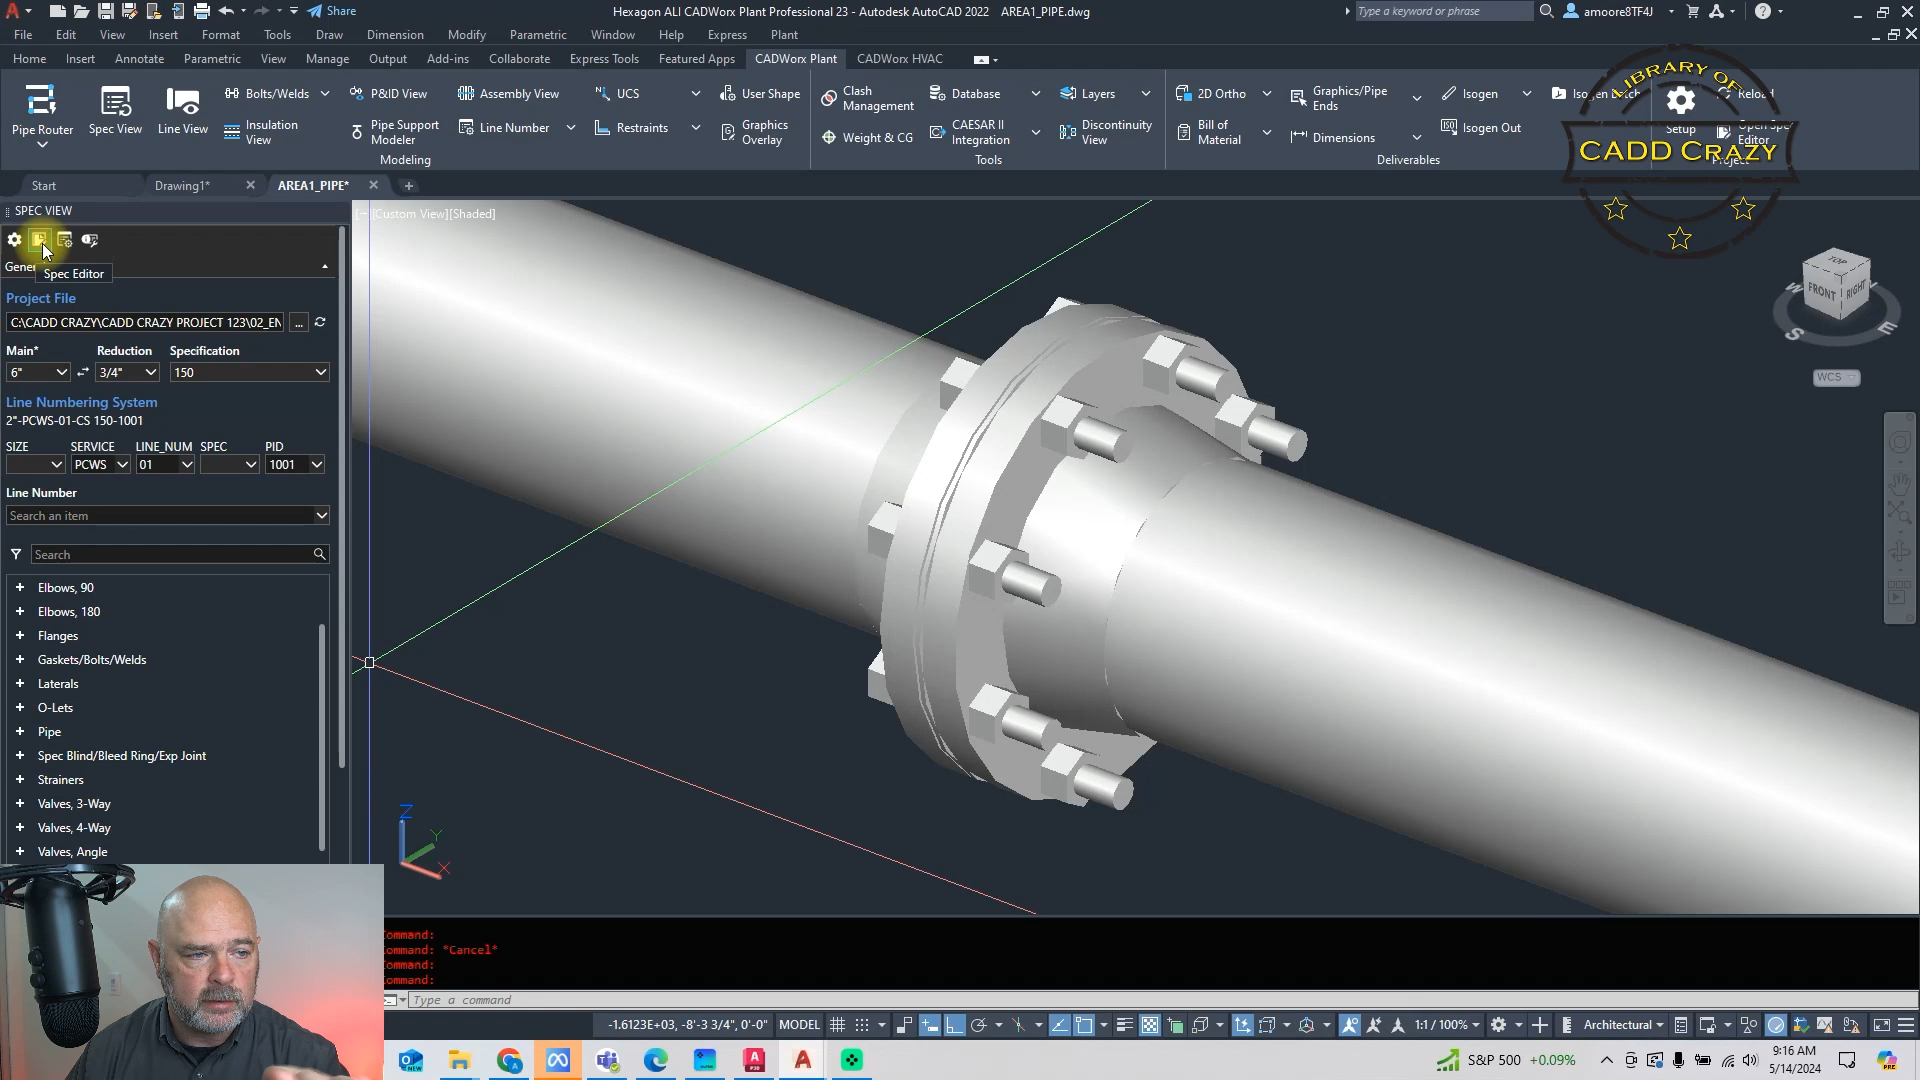 Share
Hexagon ALI CADWorx Plant Professional 23 - Autodesk AutoCAD 2022 AREA1_PIPE.dwg
Type a keyword or phrase
amoore8TF4J
File Edit View Insert Format Tools Draw Dimension Modify Parametric Window Help Express Plant
Home Insert Annotate Parametric View Manage Output Add-ins Collaborate Express Tools Featured Apps CADWorx Plant CADWorx HVAC
Pipe Router
Spec View
Line View
Bolts/Welds
Insulation View
P&ID View
Pipe Support Modeler
Assembly View
Line Number
UCS
Restraints
User Shape
Graphics Overlay
Modeling
Clash Management
Weight & CG
Database
CAESAR II Integration
Layers
Discontinuity View
Tools
2D Ortho
Bill of Material
Graphics/Pipe Ends
Dimensions
Isogen
Isogen Out
Deliverables
Setup
Reload
Editor
LIBRARY OF
CADD CRAZY
Start Drawing1* AREA1_PIPE*
SPEC VIEW
Spec Editor
Project File
C:\CADD CRAZY\CADD CRAZY PROJECT 123\02_EN
...
Main* Reduction Specification
6" 3/4" 150
Line Numbering System
2"-PCWS-01-CS 150-1001
SIZE SERVICE LINE_NUM SPEC PID
PCWS 01 1001
Line Number
Search an item
Search
Elbows, 90
Elbows, 180
Flanges
Gaskets/Bolts/Welds
Laterals
O-Lets
Pipe
Spec Blind/Bleed Ring/Exp Joint
Strainers
Valves, 3-Way
Valves, 4-Way
Valves, Angle
[−][Custom View][Shaded]
TOP
FRONT
RIGHT
W
S
E
WCS
Z
Y
X
Command:
Command: *Cancel*
Command:
Command:
Type a command
-1.6123E+03, -8'-3 3/4", 0'-0" MODEL
1:1 / 100%
Architectural
S&P 500 +0.09%
9:16 AM
5/14/2024